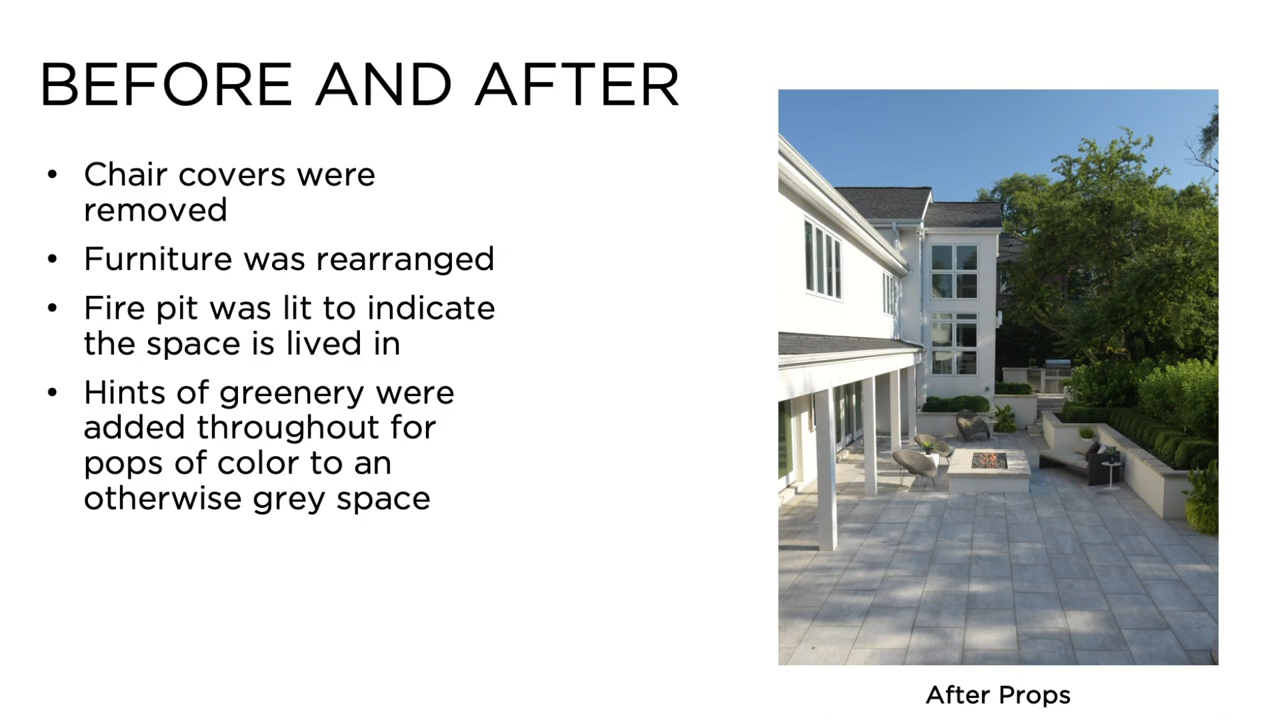 BEFORE AND AFTER
• Chair covers were
removed
• Furniture was rearranged
• Fire pit was lit to indicate
the space is lived in
• Hints of greenery were
added throughout for
pops of color to an
otherwise grey space
After Props